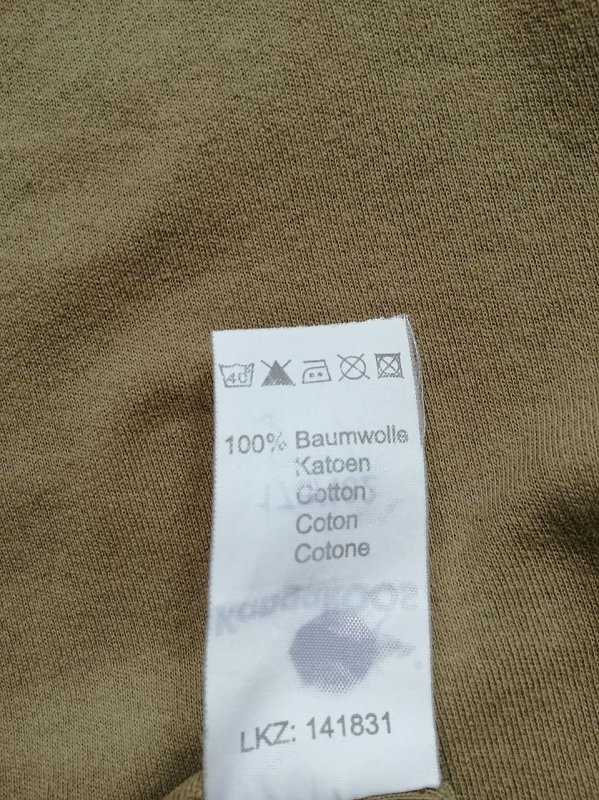 40°
100% Baumwolle
Katoen
Cotton
Coton
Cotone
LKZ: 141831